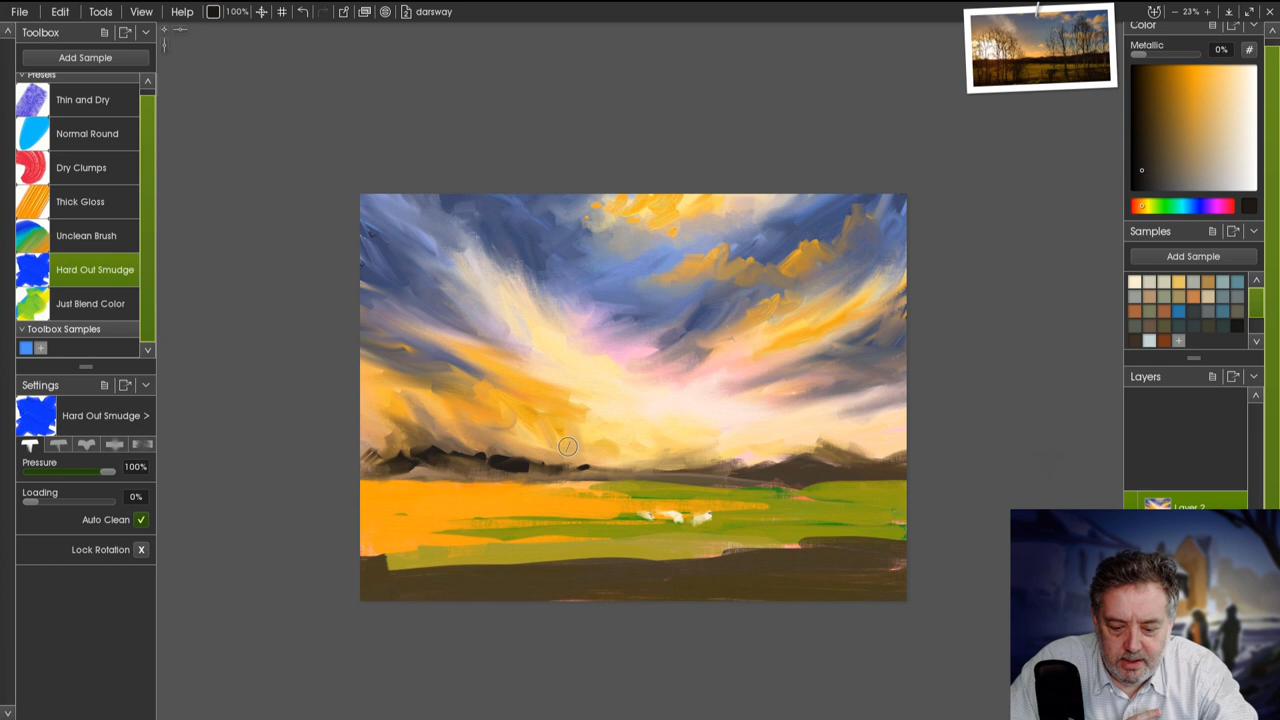 File Edit Tools View Help 100% darsway 23%
Toolbox
Add Sample
Presets
Thin and Dry
Normal Round
Dry Clumps
Thick Gloss
Unclean Brush
Hard Out Smudge
Just Blend Color
Toolbox Samples
Settings
Hard Out Smudge >
Pressure
100%
Loading
0%
Auto Clean
Lock Rotation X
Color
Metallic
0% #
Samples
Add Sample
Layers
Layer 2